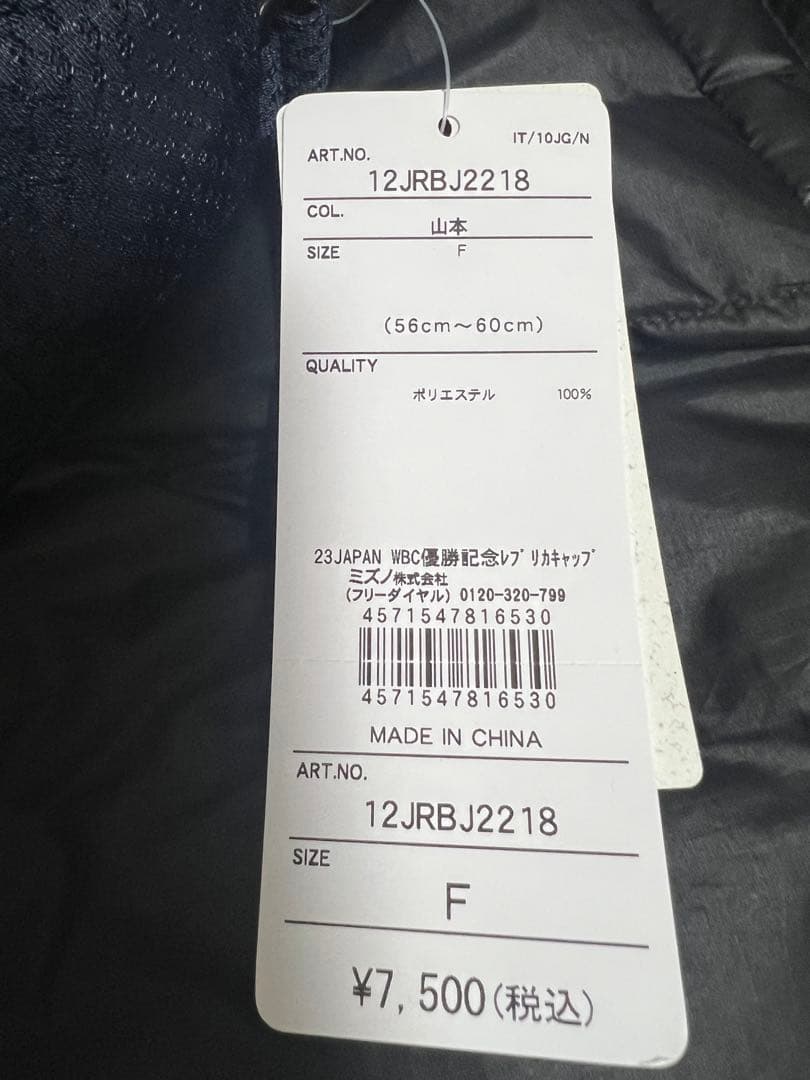 IT/10JG/N
ART.NO.
12JRBJ2218
COL.
山本
SIZE
F
(56cm～60cm)
QUALITY
ポリエステル 100%
23JAPAN WBC優勝記念ﾚﾌﾟﾘｶｷｬｯﾌﾟ
ミズノ株式会社
(フリーダイヤル) 0120-320-799
4571547816530
4571547816530
MADE IN CHINA
ART.NO.
12JRBJ2218
SIZE
F
¥7,500(税込)